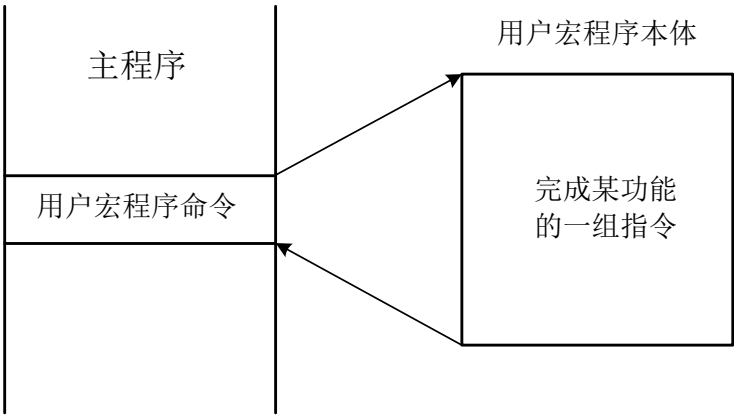 主程序
用户宏程序命令
用户宏程序本体
完成某功能
的一组指令